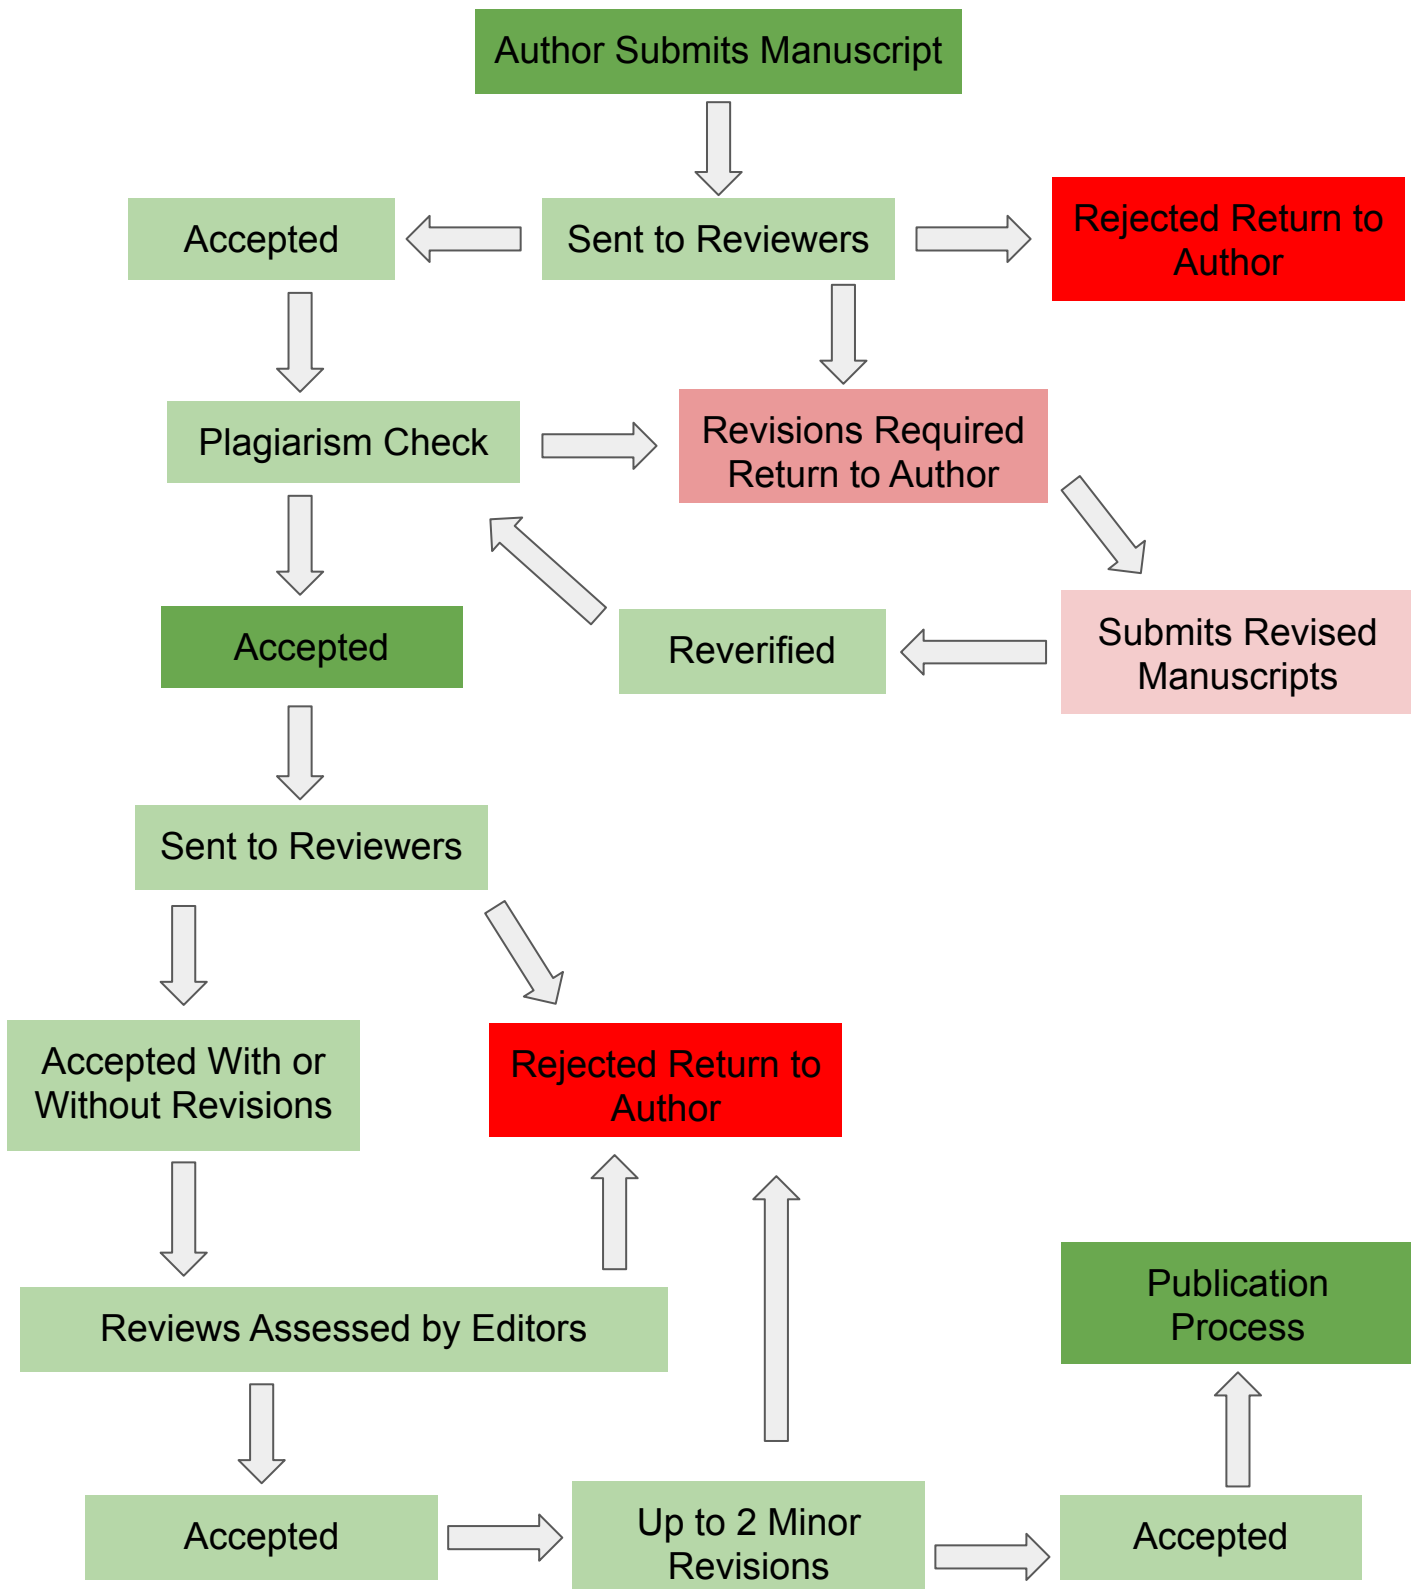 Author Submits Manuscript
Accepted
Sent to Reviewers
Rejected Return to
Author
Plagiarism Check
Revisions Required
Return to Author
Accepted
Reverified
Submits Revised
Manuscripts
Sent to Reviewers
Accepted With or
Without Revisions
Rejected Return to
Author
Reviews Assessed by Editors
Publication
Process
Accepted
Up to 2 Minor
Revisions
Accepted